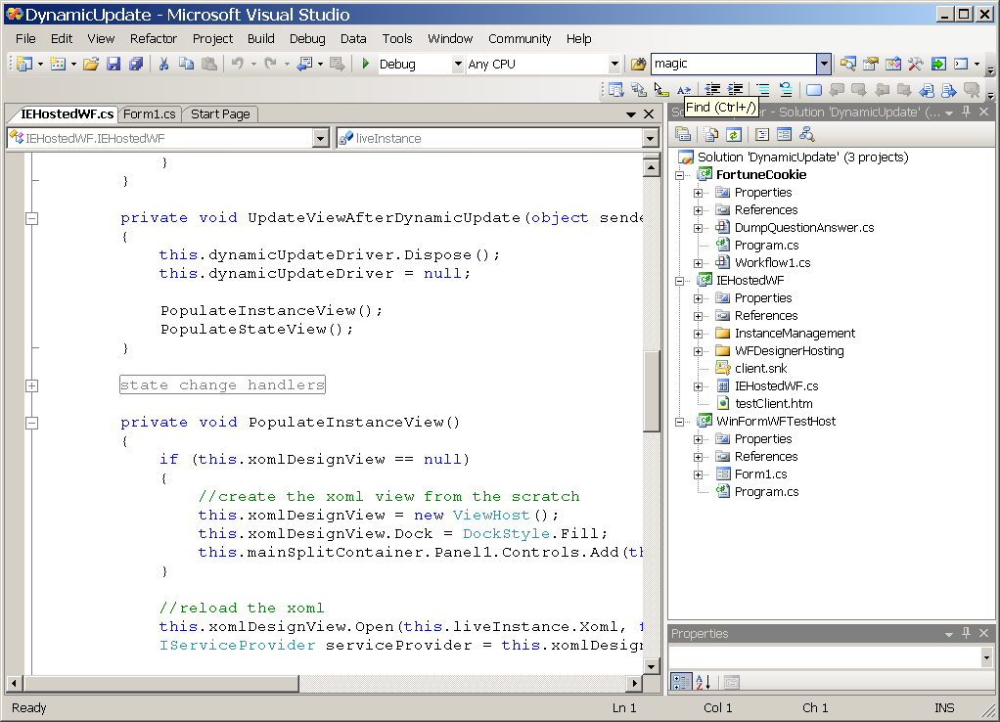 DynamicUpdate - Microsoft Visual Studio
File Edit View Refactor Project Build Debug Data Tools Window Community Help
Debug Any CPU magic
Find (Ctrl+/)
IEHostedWF.cs Form1.cs Start Page
IEHostedWF.IEHostedWF liveInstance
}
}
private void UpdateViewAfterDynamicUpdate(object sende
{
this.dynamicUpdateDriver.Dispose();
this.dynamicUpdateDriver = null;
PopulateInstanceView();
PopulateStateView();
}
state change handlers
private void PopulateInstanceView()
{
if (this.xomlDesignView == null)
{
//create the xoml view from the scratch
this.xomlDesignView = new ViewHost();
this.xomlDesignView.Dock = DockStyle.Fill;
this.mainSplitContainer.Panel1.Controls.Add(th
}
//reload the xoml
this.xomlDesignView.Open(this.liveInstance.Xoml, f
IServiceProvider serviceProvider = this.xomlDesign
- Solution 'DynamicUpdate' (...
Solution 'DynamicUpdate' (3 projects)
FortuneCookie
Properties
References
DumpQuestionAnswer.cs
Program.cs
Workflow1.cs
IEHostedWF
Properties
References
InstanceManagement
WFDesignerHosting
client.snk
IEHostedWF.cs
testClient.htm
WinFormWFTestHost
Properties
References
Form1.cs
Program.cs
Properties
Ready Ln 1 Col 1 Ch 1 INS